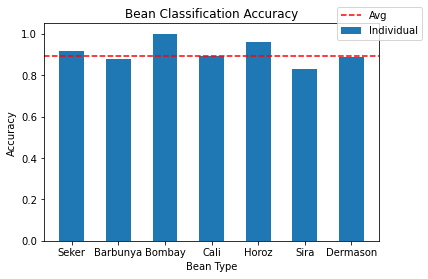 Bean Classification Accuracy
Avg
Individual
1.0
0.8
0.6
0.4
0.2
0.0
Accuracy
Seker Barbunya Bombay Cali Horoz Sira Dermason
Bean Type